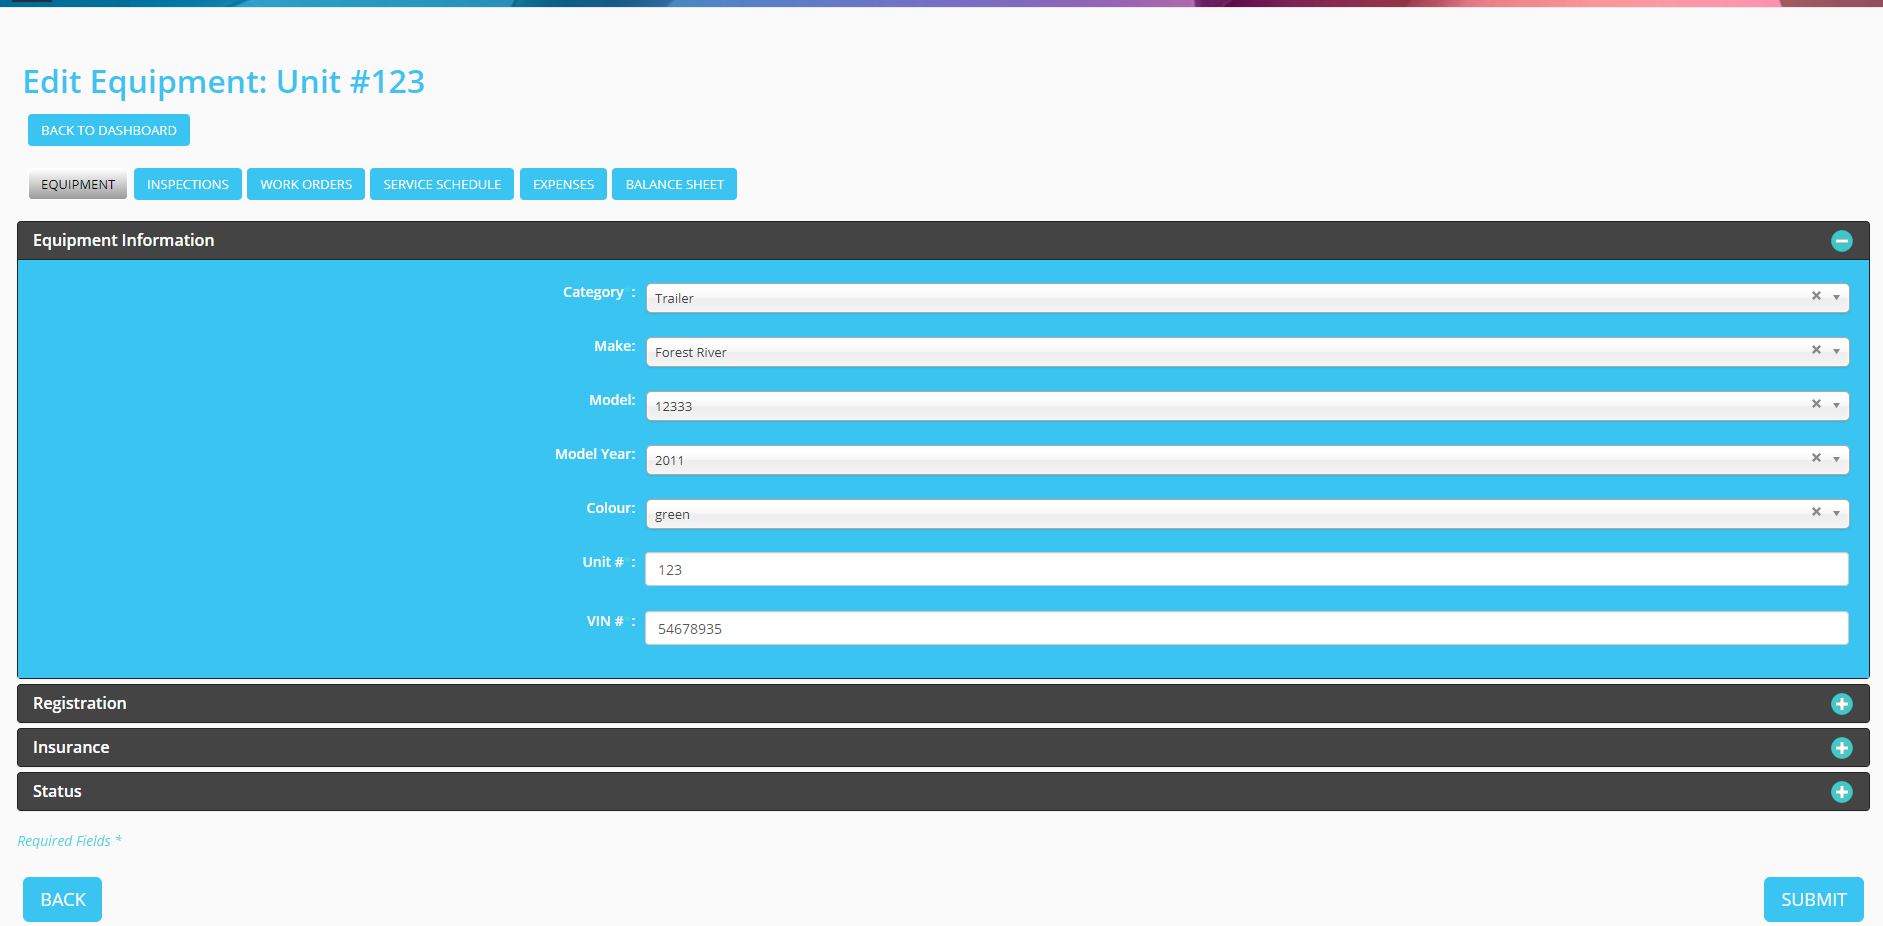 Edit Equipment: Unit #123
BACK TO DASHBOARD
EQUIPMENT INSPECTIONS WORK ORDERS SERVICE SCHEDULE EXPENSES BALANCE SHEET
Equipment Information
Category : Trailer
Make: Forest River
Model: 12333
Model Year: 2011
Colour: green
Unit # : 123
VIN # : 54678935
Registration
Insurance
Status
Required Fields *
BACK SUBMIT